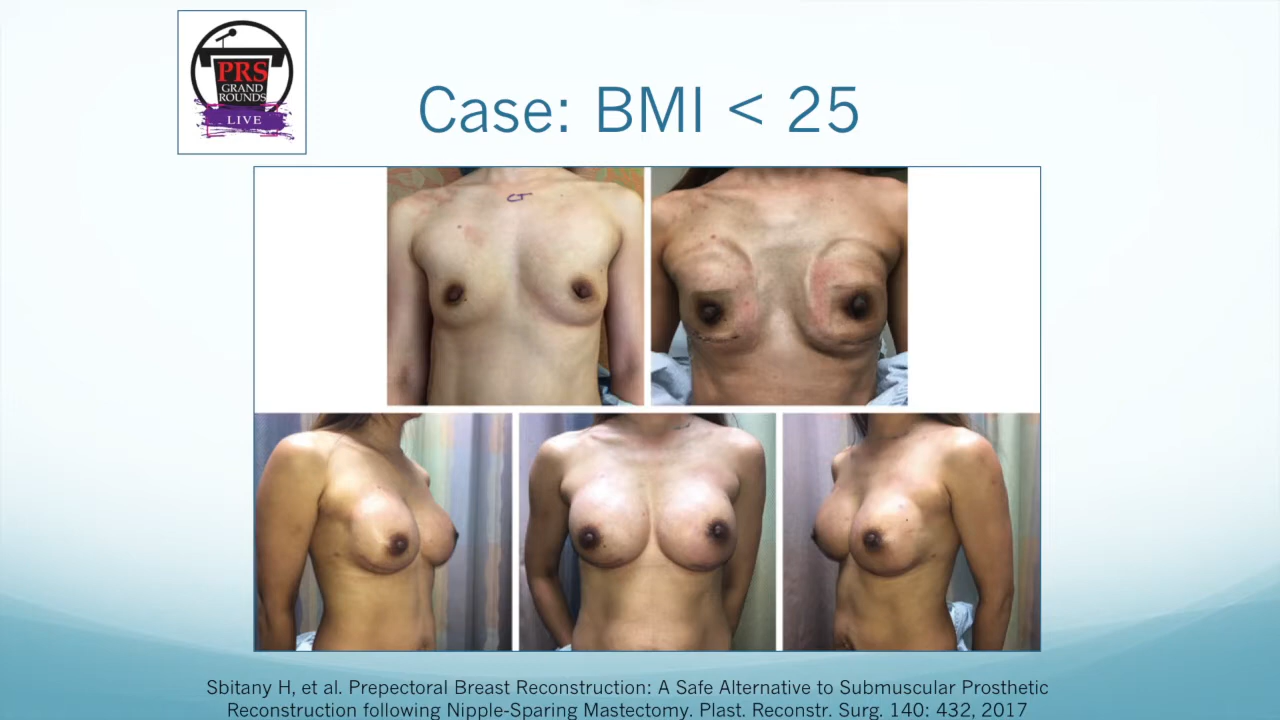 PRS
GRAND
ROUNDS
LIVE
Case: BMI < 25
CT
Sbitany H, et al. Prepectoral Breast Reconstruction: A Safe Alternative to Submuscular Prosthetic
Reconstruction following Nipple-Sparing Mastectomy. Plast. Reconstr. Surg. 140: 432, 2017